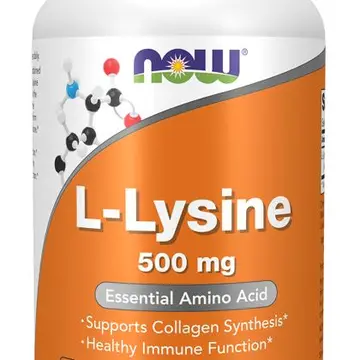 NOW
L-Lysine
500 mg
Essential Amino Acid
•Supports Collagen Synthesis*
•Healthy Immune Function*